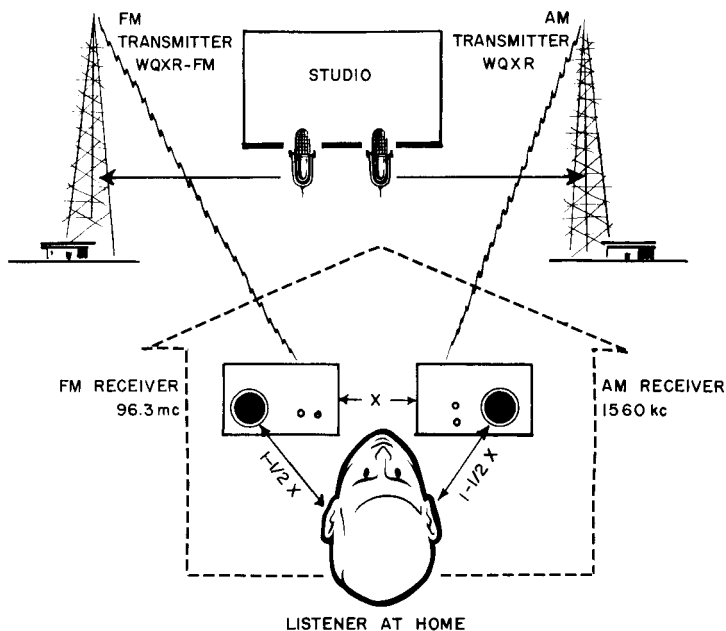 FM
TRANSMITTER
WQXR-FM
STUDIO
AM
TRANSMITTER
WQXR
FM RECEIVER
96.3 mc
X
AM RECEIVER
1560 kc
1-1/2 X
1-1/2 X
LISTENER AT HOME